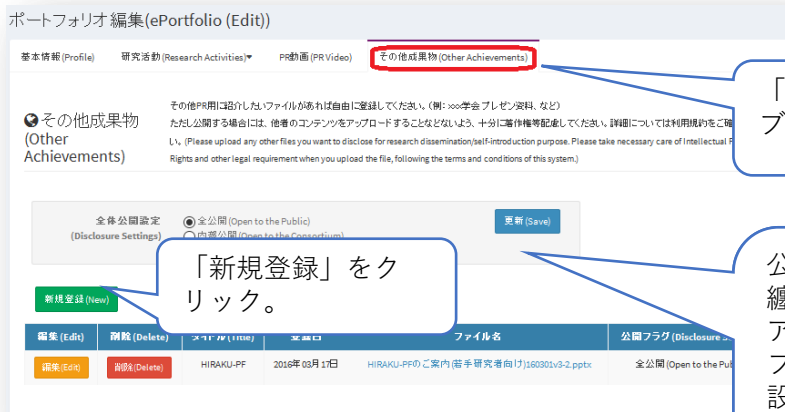 ポートフォリオ編集(ePortfolio (Edit))
基本情報(Profile) 研究活動(Research Activities) PR動画(PR Video) その他成果物(Other Achievements)
「
ブ
その他成果物
(Other
Achievements)
その他PR用に紹介したいファイルがあれば自由に登録してください。(例：xxx学会プレゼン資料、など)
ただし公開する場合には、他者のコンテンツをアップロードすることなどないよう、十分に著作権等配慮してください。詳細については利用規約をご確
い。(Please upload any other files you want to disclose for research dissemination/self-introduction purpose. Please take necessary care of Intellectual
Rights and other legal requirement when you upload the file, following the terms and conditions of this system.)
全体公開設定
(Disclosure Settings)
全公開(Open to the Public)
内部公開(Open to the Consortium)
更新(Save)
「新規登録」をク
リック。
公
纏
ア
フ
設
新規登録(New)
編集(Edit) 削除(Delete) タイトル(Title) 登録日 ファイル名 公開フラグ(Disclosure
編集(Edit) 削除(Delete) HIRAKU-PF 2016年03月17日 HIRAKU-PFのご案内(若手研究者向け)160301v3-2.pptx 全公開(Open to the Pub